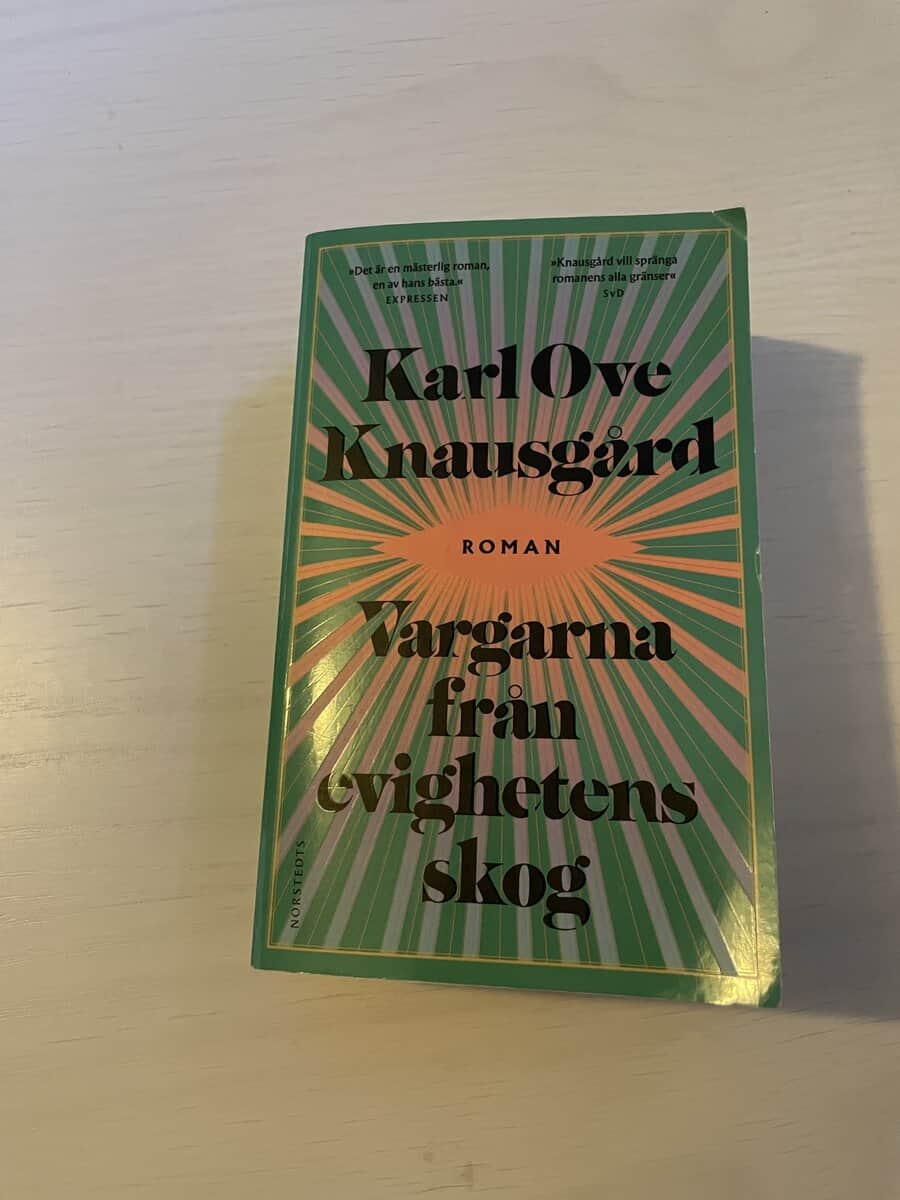 »Det är en mästerlig roman,
en av hans bästa.«
EXPRESSEN
»Knausgård vill spränga
romanens alla gränser«
SvD
Karl Ove
Knausgård
ROMAN
Vargarna
från
evighetens
skog
NORSTEDTS